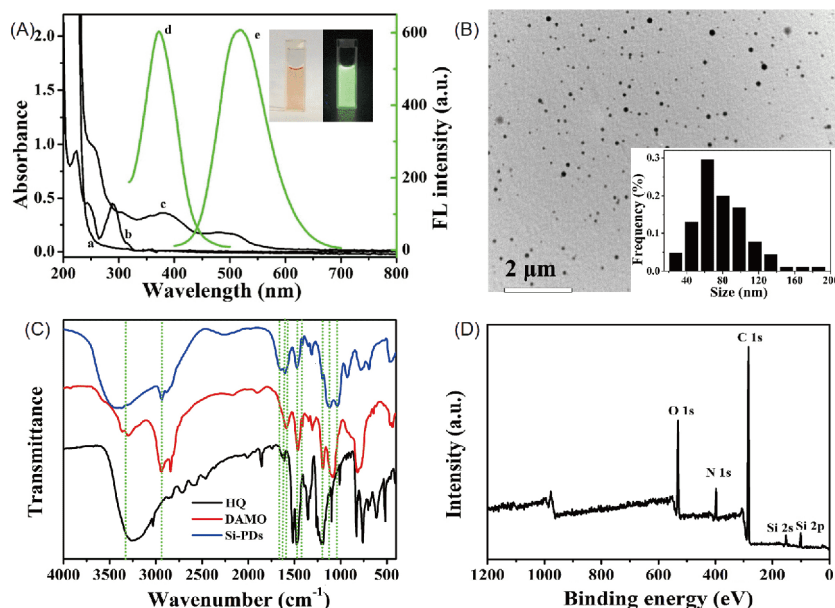 (A)
2.0
1.5
1.0
0.5
0.0
Absorbance
200 300 400 500 600 700 800
Wavelength (nm)
600
500
400
300
200
100
0
FL intensity (a.u.)
a
b
c
d
e
(B)
2 μm
0.3
0.2
0.1
0.0
Frequency (%)
40 80 120 160 200
Size (nm)
(C)
Transmittance
HQ
DAMO
Si-PDs
4000 3500 3000 2500 2000 1500 1000 500
Wavenumber (cm⁻¹)
(D)
Intensity (a.u.)
C 1s
O 1s
N 1s
Si 2s
Si 2p
1200 1000 800 600 400 200 0
Binding energy (eV)